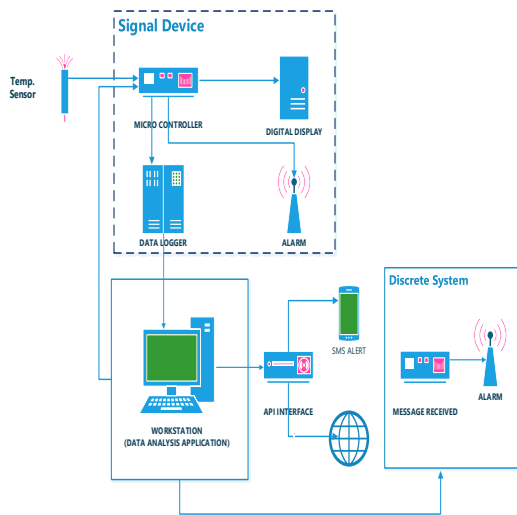 Signal Device
Temp.
Sensor
MICRO CONTROLLER
DIGITAL DISPLAY
DATA LOGGER
ALARM
Discrete System
SMS ALERT
API INTERFACE
MESSAGE RECEIVED
ALARM
WORKSTATION
(DATA ANALYSIS APPLICATION)